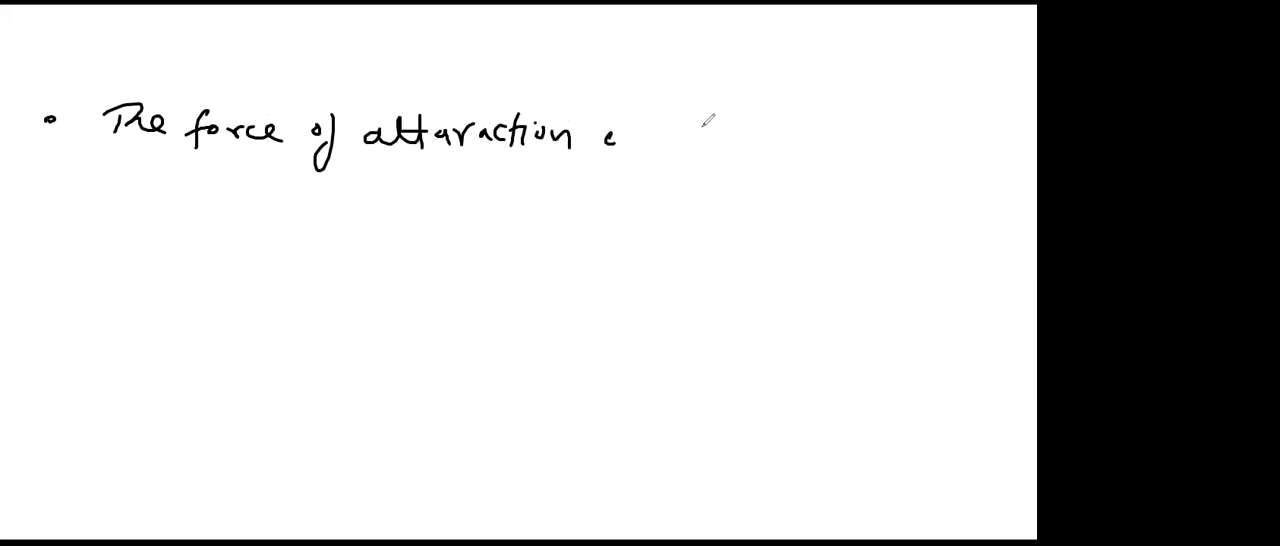 • The force of attaraction e